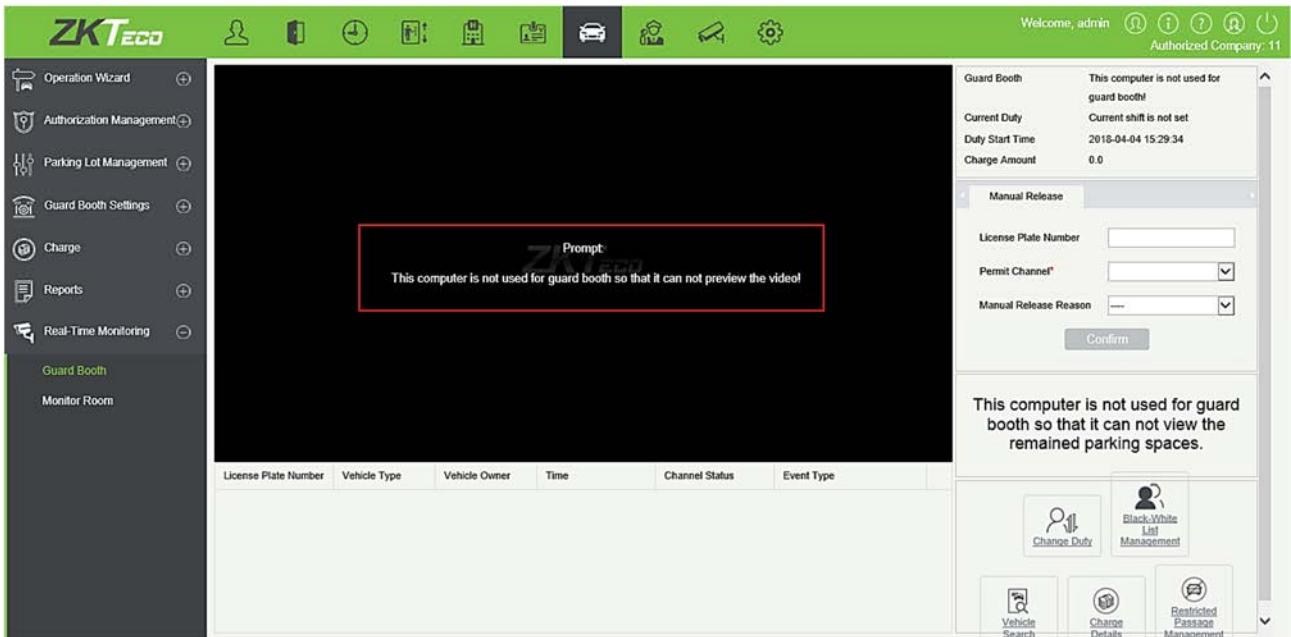 ZKTeco
Welcome, admin
Authorized Company: 11
Operation Wizard
Authorization Management
Parking Lot Management
Guard Booth Settings
Charge
Reports
Real-Time Monitoring
Guard Booth
Monitor Room
ZKTeco
Prompt:
This computer is not used for guard booth so that it can not preview the video!
License Plate Number Vehicle Type Vehicle Owner Time Channel Status Event Type
Guard Booth This computer is not used for
guard booth!
Current Duty Current shift is not set
Duty Start Time 2018-04-04 15:29:34
Charge Amount 0.0
Manual Release
License Plate Number
Permit Channel*
Manual Release Reason ----
Confirm
This computer is not used for guard
booth so that it can not view the
remained parking spaces.
Change Duty
Black-White
List
Management
Vehicle
Search
Charge
Details
Restricted
Passage
Management